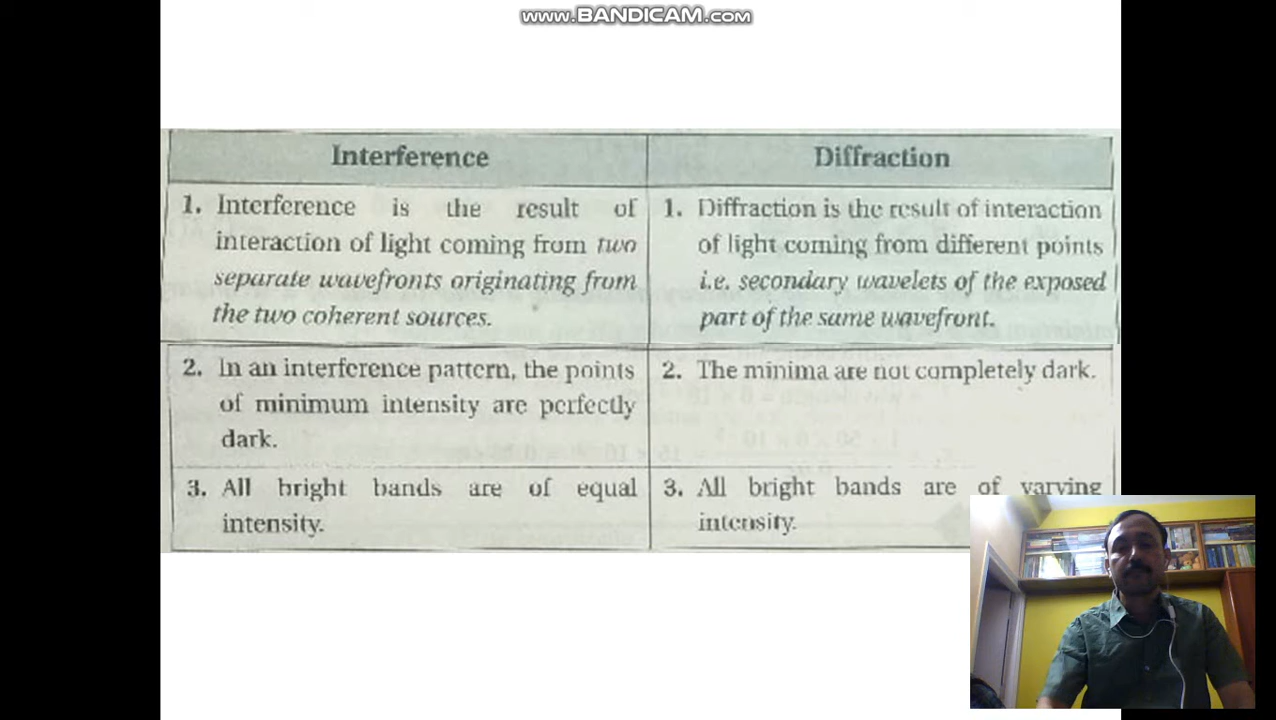 www.BANDICAM.com
Interference
Diffraction
1. Interference is the result of
interaction of light coming from two
separate wavefronts originating from
the two coherent sources.
1. Diffraction is the result of interaction
of light coming from different points
i.e. secondary wavelets of the exposed
part of the same wavefront.
2. In an interference pattern, the points
of minimum intensity are perfectly
dark.
2. The minima are not completely dark.
3. All bright bands are of equal
intensity.
3. All bright bands are of varying
intensity.